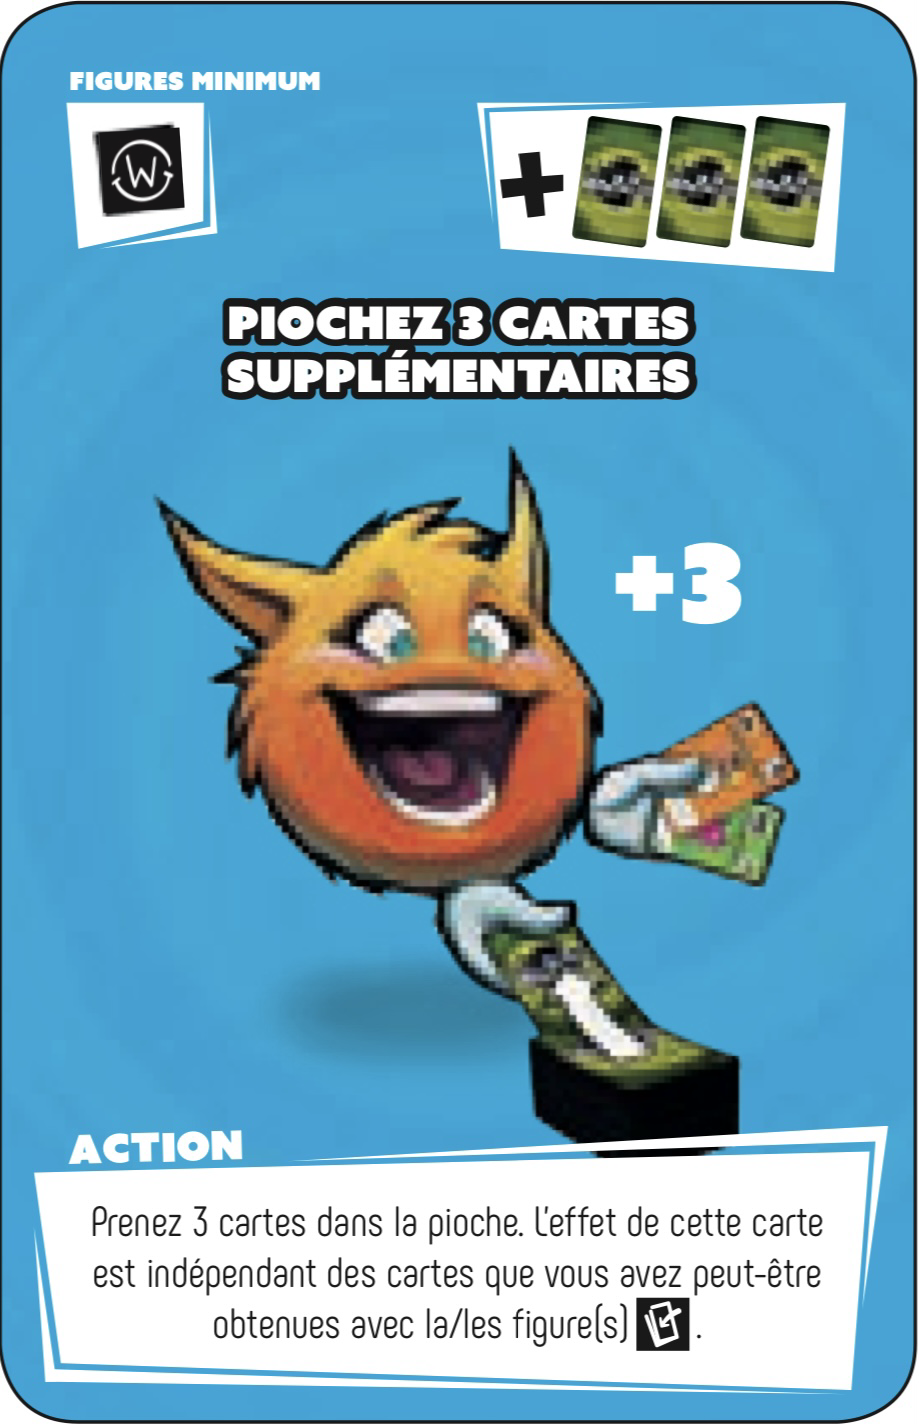 FIGURES MINIMUM
W
+
PIOCHEZ 3 CARTES
SUPPLÉMENTAIRES
+3
ACTION
Prenez 3 cartes dans la pioche. L'effet de cette carte
est indépendant des cartes que vous avez peut-être
obtenues avec la/les figure(s) .